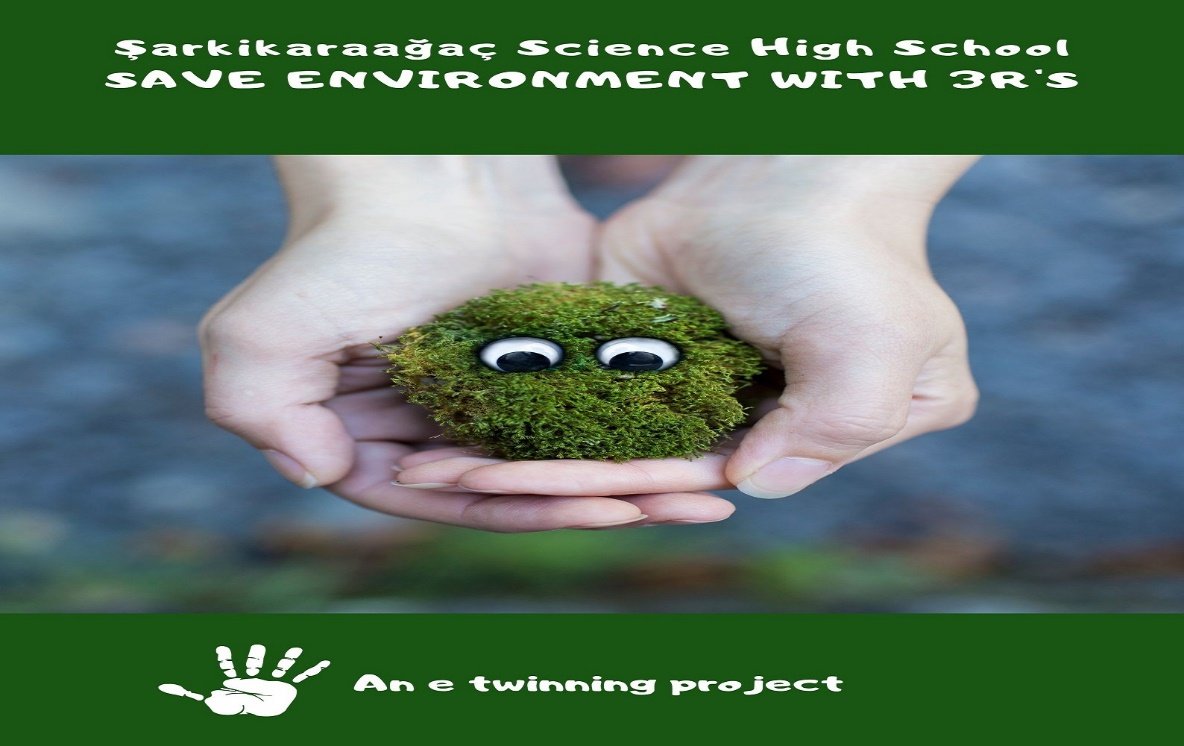 Şarkikaraağaç Science High School
SAVE ENVIRONMENT WITH 3R's
An e twinning project